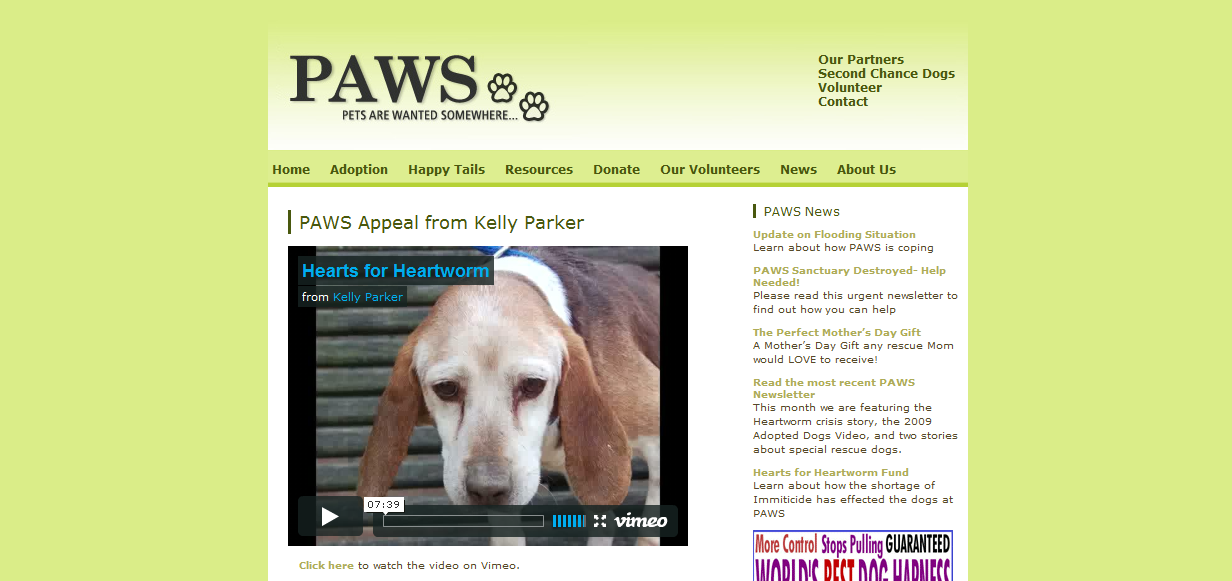 PAWS
PETS ARE WANTED SOMEWHERE...
Our Partners
Second Chance Dogs
Volunteer
Contact
Home Adoption Happy Tails Resources Donate Our Volunteers News About Us
PAWS Appeal from Kelly Parker
Hearts for Heartworm
from Kelly Parker
07:39
vimeo
Click here to watch the video on Vimeo.
PAWS News
Update on Flooding Situation
Learn about how PAWS is coping
PAWS Sanctuary Destroyed- Help
Needed!
Please read this urgent newsletter to
find out how you can help
The Perfect Mother's Day Gift
A Mother's Day Gift any rescue Mom
would LOVE to receive!
Read the most recent PAWS
Newsletter
This month we are featuring the
Heartworm crisis story, the 2009
Adopted Dogs Video, and two stories
about special rescue dogs.
Hearts for Heartworm Fund
Learn about how the shortage of
Immiticide has effected the dogs at
PAWS
More Control Stops Pulling GUARANTEED
WORLD'S BEST DOG HARNESS